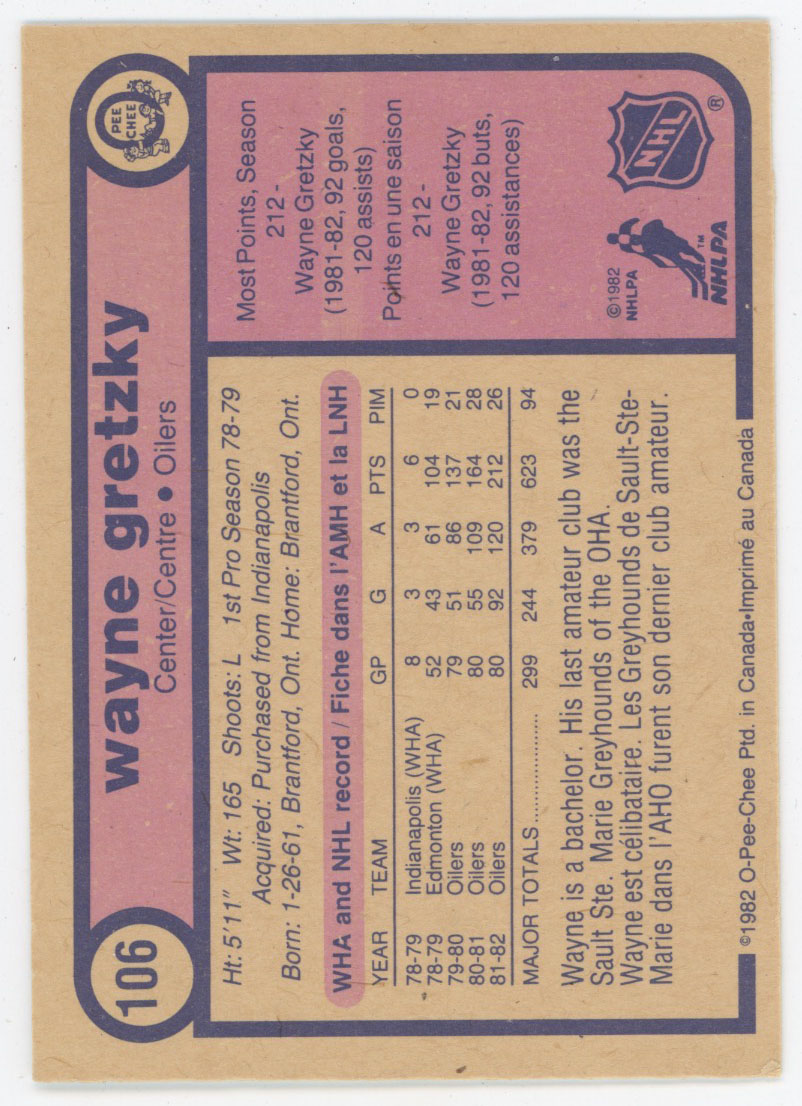 106
wayne gretzky
Center/Centre • Oilers
PEE
CHEE
Ht: 5'11" Wt: 165 Shoots: L 1st Pro Season 78-79
Acquired: Purchased from Indianapolis
Born: 1-26-61, Brantford, Ont. Home: Brantford, Ont.
WHA and NHL record / Fiche dans l'AMH et la LNH
YEAR TEAM GP G A PTS PIM
78-79 Indianapolis (WHA) 8 3 3 6 0
78-79 Edmonton (WHA) 52 43 61 104 19
79-80 Oilers 79 51 86 137 21
80-81 Oilers 80 55 109 164 28
81-82 Oilers 80 92 120 212 26
MAJOR TOTALS.................... 299 244 379 623 94
Wayne is a bachelor. His last amateur club was the
Sault Ste. Marie Greyhounds of the OHA.
Wayne est célibataire. Les Greyhounds de Sault-Ste-
Marie dans l'AHO furent son dernier club amateur.
Most Points, Season
212 -
Wayne Gretzky
(1981-82, 92 goals,
120 assists)
Points en une saison
212 -
Wayne Gretzky
(1981-82, 92 buts,
120 assistances)
©1982
NHLPA
NHLPA™
NHL®
©1982 O-Pee-Chee Ptd. in Canada•Imprimé au Canada